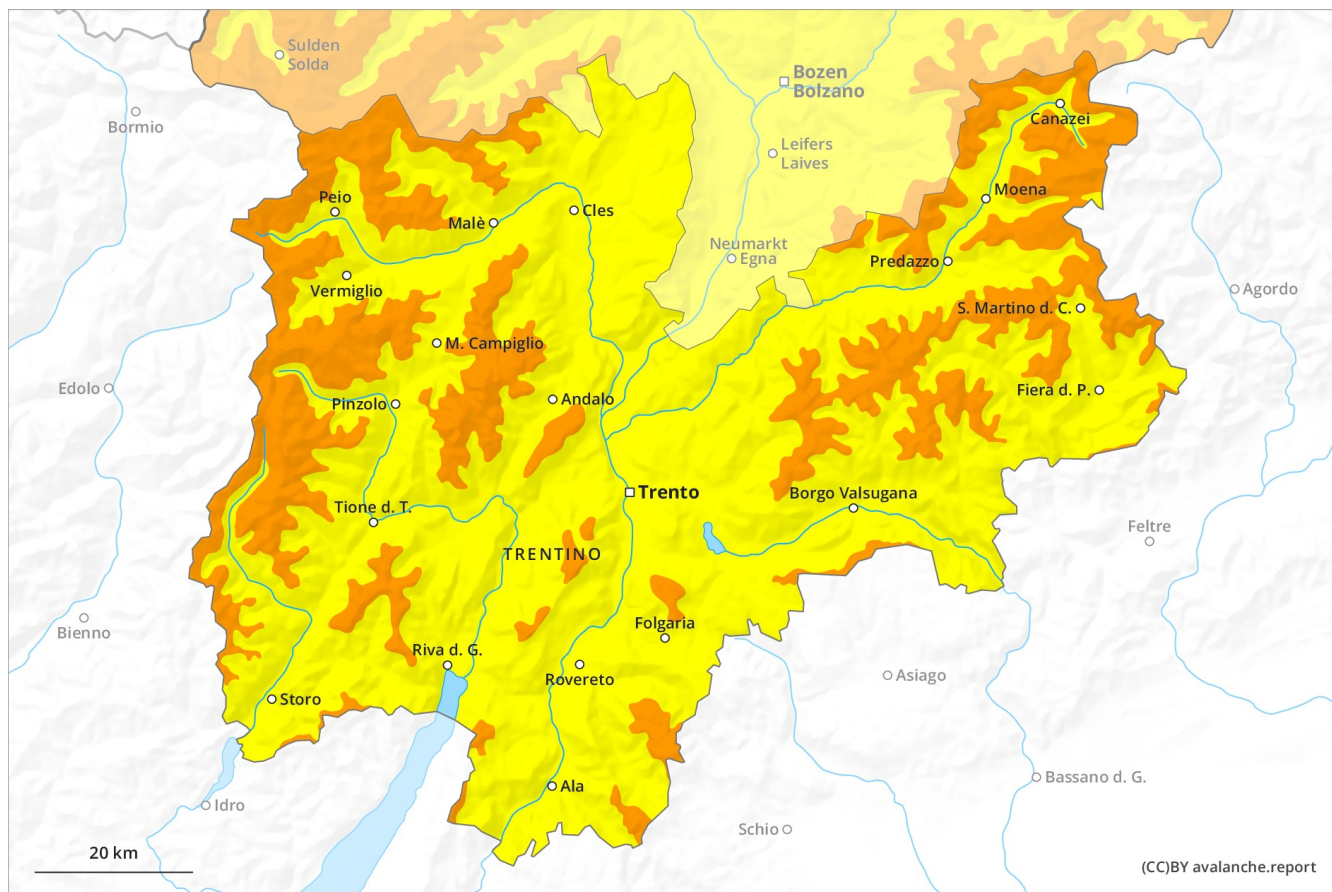 Sulden
Solda
Bozen
Bolzano
Bormio
Canazei
Leifers
Laives
Peio
Moena
Malè
Cles
Neumarkt
Egna
Predazzo
Vermiglio
Agordo
S. Martino d. C.
M. Campiglio
Edolo
Pinzolo
Andalo
Fiera d. P.
Trento
Borgo Valsugana
Tione d. T.
Feltre
TRENTINO
Bienno
Folgaria
Riva d. G.
Rovereto
Asiago
Storo
Bassano d. G.
Ala
Idro
Schio
20 km
(CC)BY avalanche.report